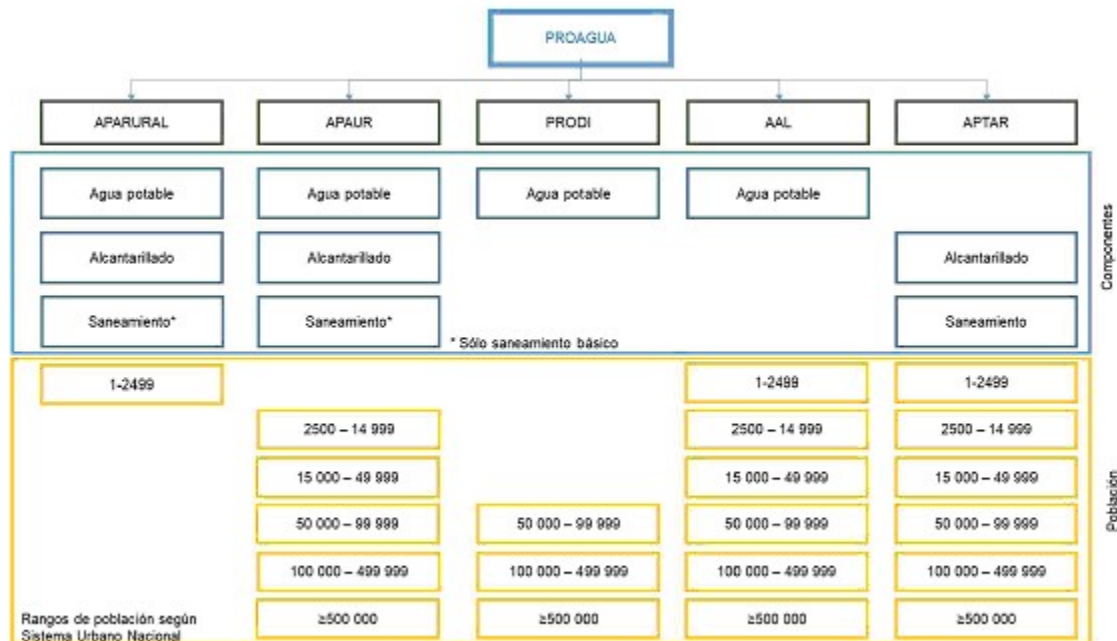 PROAGUA
APARURAL APAUR PRODI AAL APTAR
Agua potable Agua potable Agua potable Agua potable
Alcantarillado Alcantarillado Alcantarillado
Saneamiento* Saneamiento* Saneamiento
* Sólo saneamiento básico
Componentes
1-2499 1-2499 1-2499
2500 – 14 999 2500 – 14 999 2500 – 14 999
15 000 – 49 999 15 000 – 49 999 15 000 – 49 999
50 000 – 99 999 50 000 – 99 999 50 000 – 99 999 50 000 – 99 999
100 000 – 499 999 100 000 – 499 999 100 000 – 499 999 100 000 – 499 999
≥500 000 ≥500 000 ≥500 000 ≥500 000
Rangos de población según
Sistema Urbano Nacional
Población